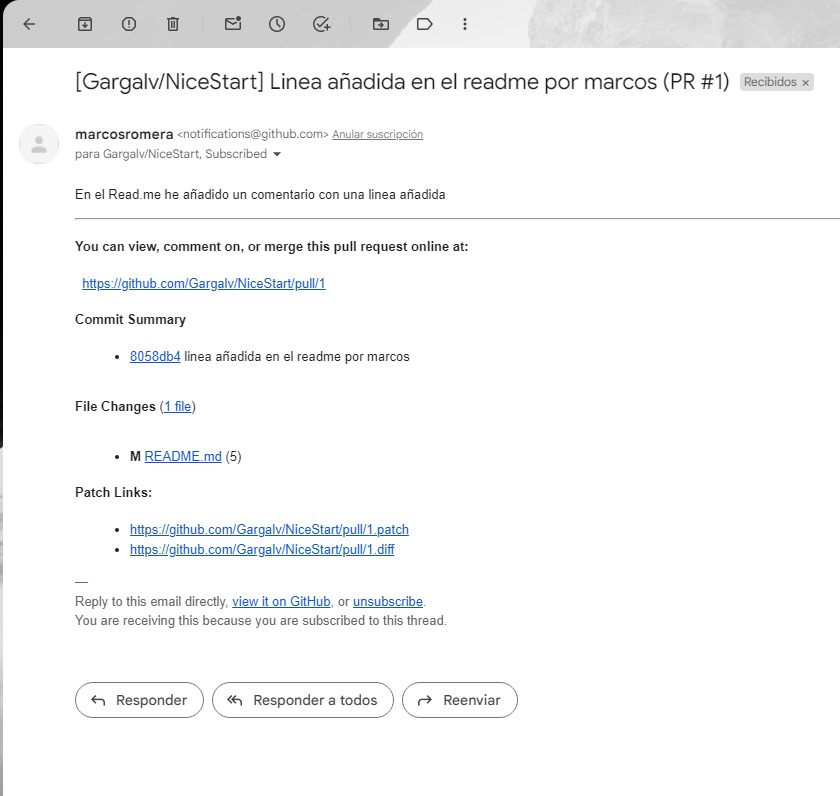 [Gargalv/NiceStart] Linea añadida en el readme por marcos (PR #1) Recibidos ×
marcosromera <notifications@github.com> Anular suscripción
para Gargalv/NiceStart, Subscribed
En el Read.me he añadido un comentario con una linea añadida
You can view, comment on, or merge this pull request online at:
https://github.com/Gargalv/NiceStart/pull/1
Commit Summary
• 8058db4 linea añadida en el readme por marcos
File Changes (1 file)
• M README.md (5)
Patch Links:
• https://github.com/Gargalv/NiceStart/pull/1.patch
• https://github.com/Gargalv/NiceStart/pull/1.diff
—
Reply to this email directly, view it on GitHub, or unsubscribe.
You are receiving this because you are subscribed to this thread.
Responder Responder a todos Reenviar